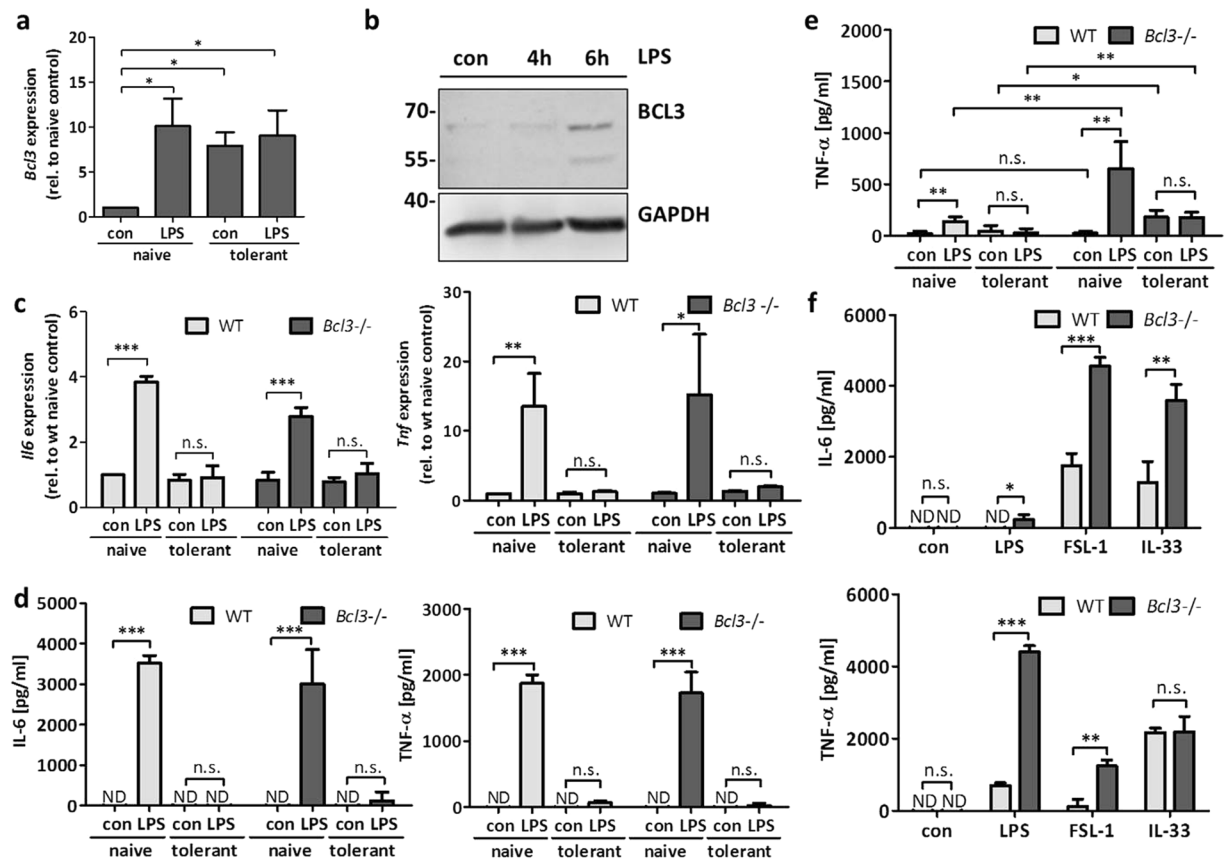 a
Bcl3 expression
(rel. to naive control)
20
15
10
5
0
*
*
*
con LPS con LPS
naive tolerant
b
con 4h 6h LPS
70-
55-
40-
BCL3
GAPDH
c
Il6 expression
(rel. to wt naive control)
6
4
2
0
WT Bcl3-/-
***
n.s.
***
n.s.
con LPS con LPS con LPS con LPS
naive tolerant naive tolerant
Tnf expression
(rel. to wt naive control)
30
20
10
0
WT Bcl3 -/-
**
n.s.
*
n.s.
con LPS con LPS con LPS con LPS
naive tolerant naive tolerant
d
IL-6 [pg/ml]
5000
4000
3000
2000
1000
0
WT Bcl3-/-
***
n.s.
***
n.s.
ND ND ND ND ND
con LPS con LPS con LPS con LPS
naive tolerant naive tolerant
TNF-α [pg/ml]
3000
2000
1000
0
WT Bcl3-/-
***
n.s.
***
n.s.
ND ND ND ND
con LPS con LPS con LPS con LPS
naive tolerant naive tolerant
e
TNF-α [pg/ml]
2000
1500
1000
500
0
WT Bcl3-/-
**
*
**
**
n.s.
**
n.s.
n.s.
con LPS con LPS con LPS con LPS
naive tolerant naive tolerant
f
IL-6 [pg/ml]
6000
4000
2000
0
WT Bcl3-/-
***
**
n.s.
*
ND ND ND
con LPS FSL-1 IL-33
TNF-α [pg/ml]
6000
4000
2000
0
WT Bcl3-/-
***
n.s.
**
n.s.
ND ND
con LPS FSL-1 IL-33